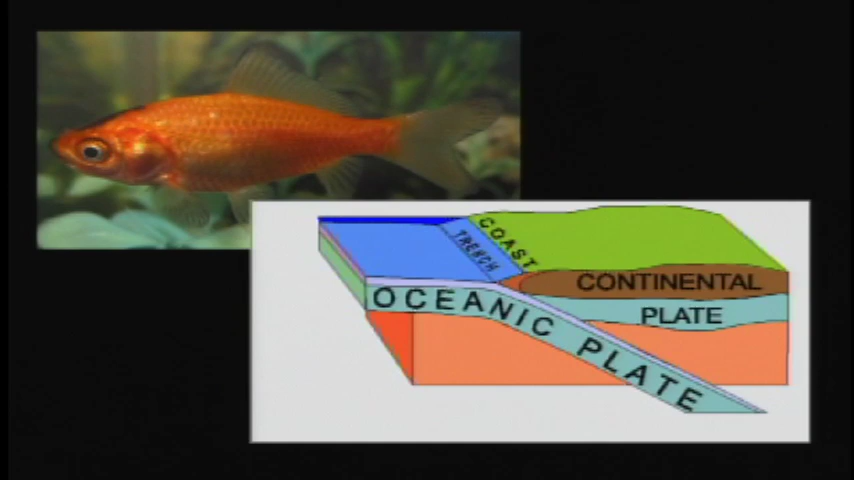 COAST
TRENCH
CONTINENTAL
PLATE
OCEANIC PLATE